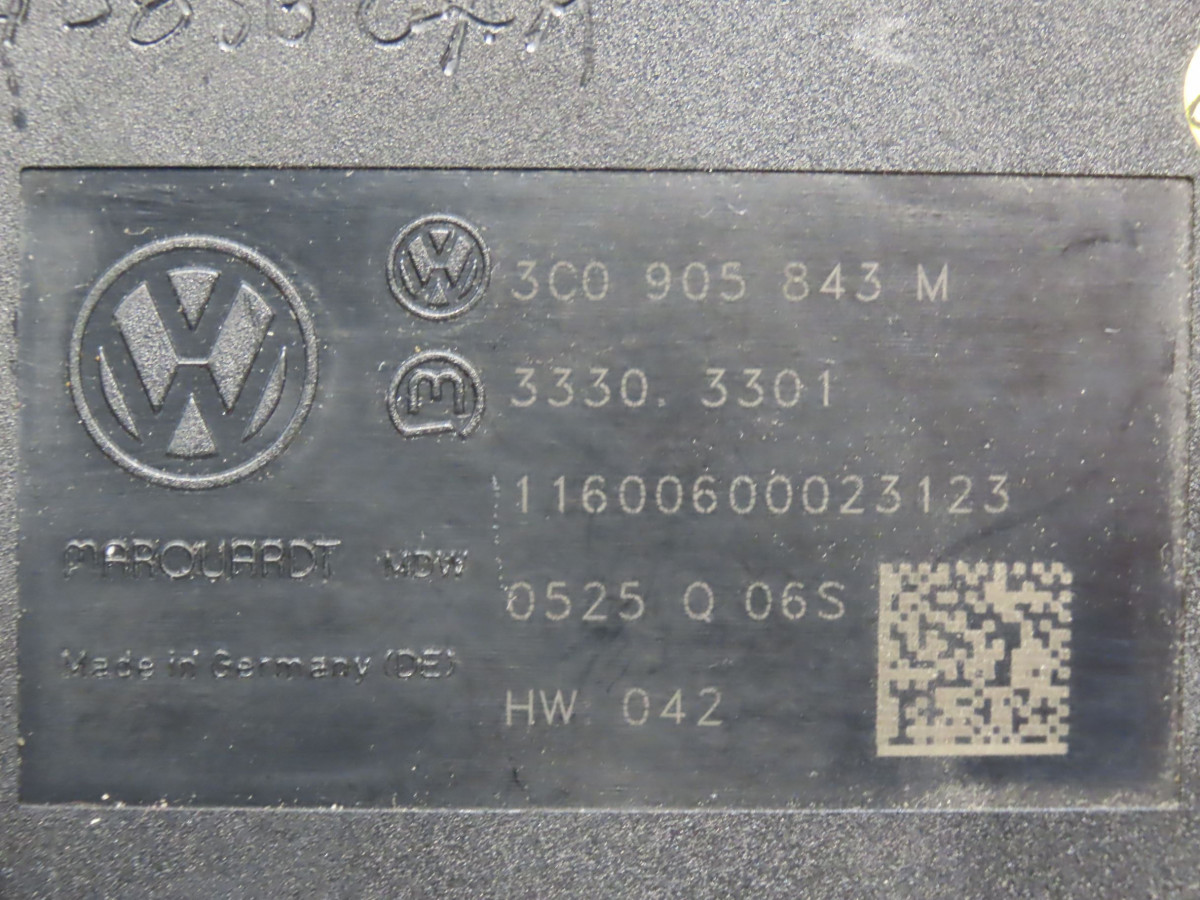 3C0 905 843 M
3330. 3301
11600600023123
MARQUARDT MDW
0525 Q 06S
Made in Germany (DE)
HW 042